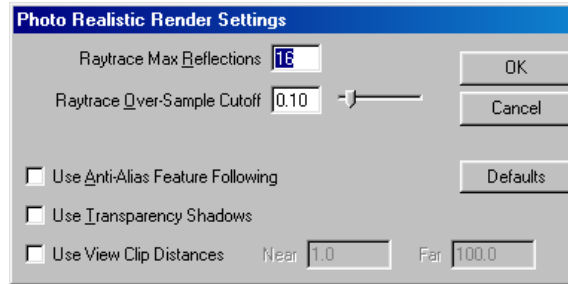 Photo Realistic Render Settings
Raytrace Max Reflections 16
OK
Raytrace Over-Sample Cutoff 0.10
Cancel
Use Anti-Alias Feature Following
Defaults
Use Transparency Shadows
Use View Clip Distances Near 1.0 Far 100.0